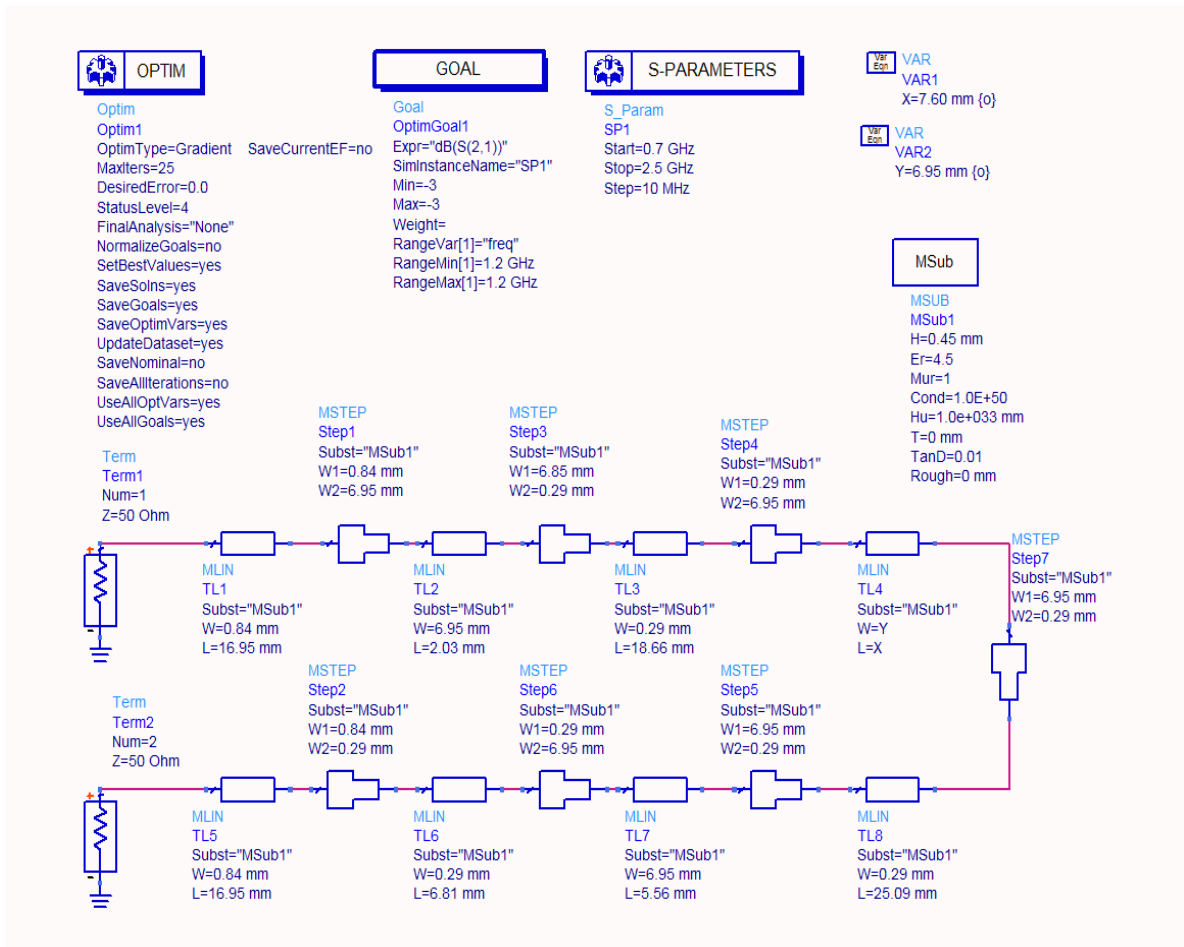 OPTIM
Optim
Optim1
OptimType=Gradient SaveCurrentEF=no
MaxIters=25
DesiredError=0.0
StatusLevel=4
FinalAnalysis="None"
NormalizeGoals=no
SetBestValues=yes
SaveSolns=yes
SaveGoals=yes
SaveOptimVars=yes
UpdateDataset=yes
SaveNominal=no
SaveAllIterations=no
UseAllOptVars=yes
UseAllGoals=yes
GOAL
Goal
OptimGoal1
Expr="dB(S(2,1))"
SimInstanceName="SP1"
Min=-3
Max=-3
Weight=
RangeVar[1]="freq"
RangeMin[1]=1.2 GHz
RangeMax[1]=1.2 GHz
S-PARAMETERS
S_Param
SP1
Start=0.7 GHz
Stop=2.5 GHz
Step=10 MHz
Var
Eqn
VAR
VAR1
X=7.60 mm {o}
Var
Eqn
VAR
VAR2
Y=6.95 mm {o}
MSub
MSUB
MSub1
H=0.45 mm
Er=4.5
Mur=1
Cond=1.0E+50
Hu=1.0e+033 mm
T=0 mm
TanD=0.01
Rough=0 mm
Term
Term1
Num=1
Z=50 Ohm
MSTEP
Step1
Subst="MSub1"
W1=0.84 mm
W2=6.95 mm
MSTEP
Step3
Subst="MSub1"
W1=6.85 mm
W2=0.29 mm
MSTEP
Step4
Subst="MSub1"
W1=0.29 mm
W2=6.95 mm
+
-
MLIN
TL1
Subst="MSub1"
W=0.84 mm
L=16.95 mm
MLIN
TL2
Subst="MSub1"
W=6.95 mm
L=2.03 mm
MLIN
TL3
Subst="MSub1"
W=0.29 mm
L=18.66 mm
MLIN
TL4
Subst="MSub1"
W=Y
L=X
MSTEP
Step7
Subst="MSub1"
W1=6.95 mm
W2=0.29 mm
Term
Term2
Num=2
Z=50 Ohm
MSTEP
Step2
Subst="MSub1"
W1=0.84 mm
W2=0.29 mm
MSTEP
Step6
Subst="MSub1"
W1=0.29 mm
W2=6.95 mm
MSTEP
Step5
Subst="MSub1"
W1=6.95 mm
W2=0.29 mm
+
-
MLIN
TL5
Subst="MSub1"
W=0.84 mm
L=16.95 mm
MLIN
TL6
Subst="MSub1"
W=0.29 mm
L=6.81 mm
MLIN
TL7
Subst="MSub1"
W=6.95 mm
L=5.56 mm
MLIN
TL8
Subst="MSub1"
W=0.29 mm
L=25.09 mm